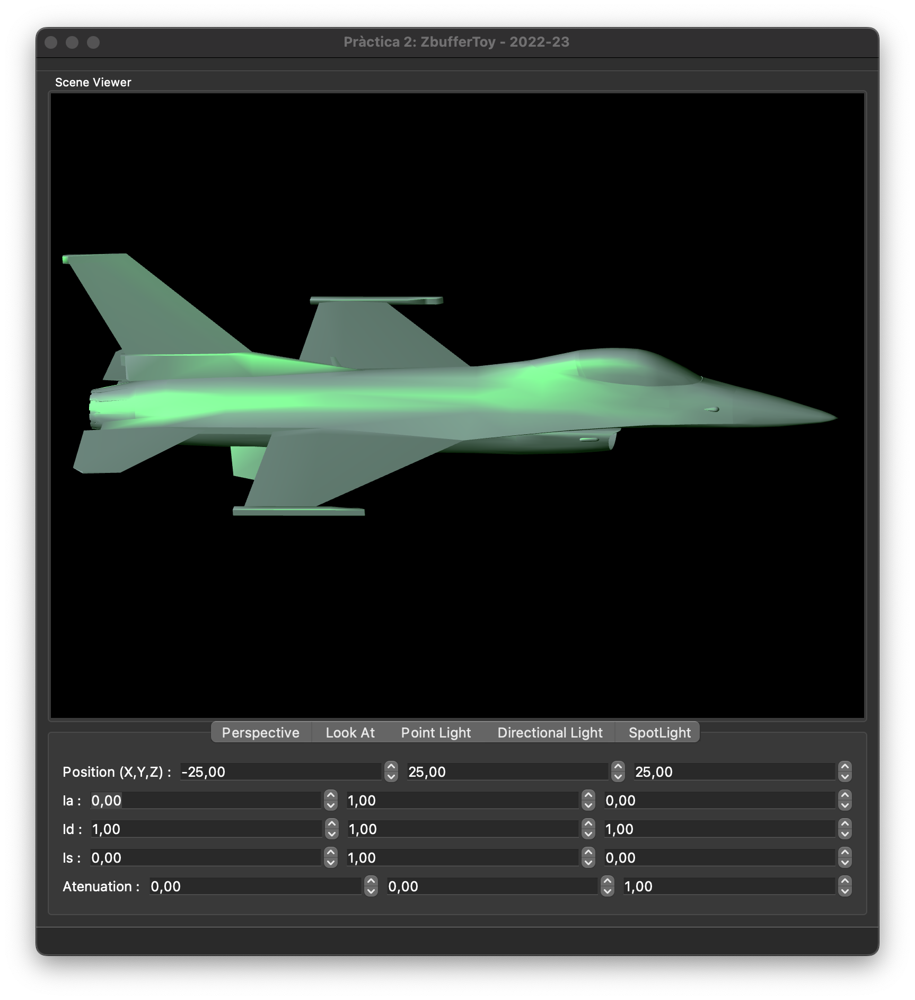 Pràctica 2: ZbufferToy - 2022-23
Scene Viewer
Perspective Look At Point Light Directional Light SpotLight
Position (X,Y,Z) : -25,00 25,00 25,00
Ia : 0,00 1,00 0,00
Id : 1,00 1,00 1,00
Is : 0,00 1,00 0,00
Atenuation : 0,00 0,00 1,00